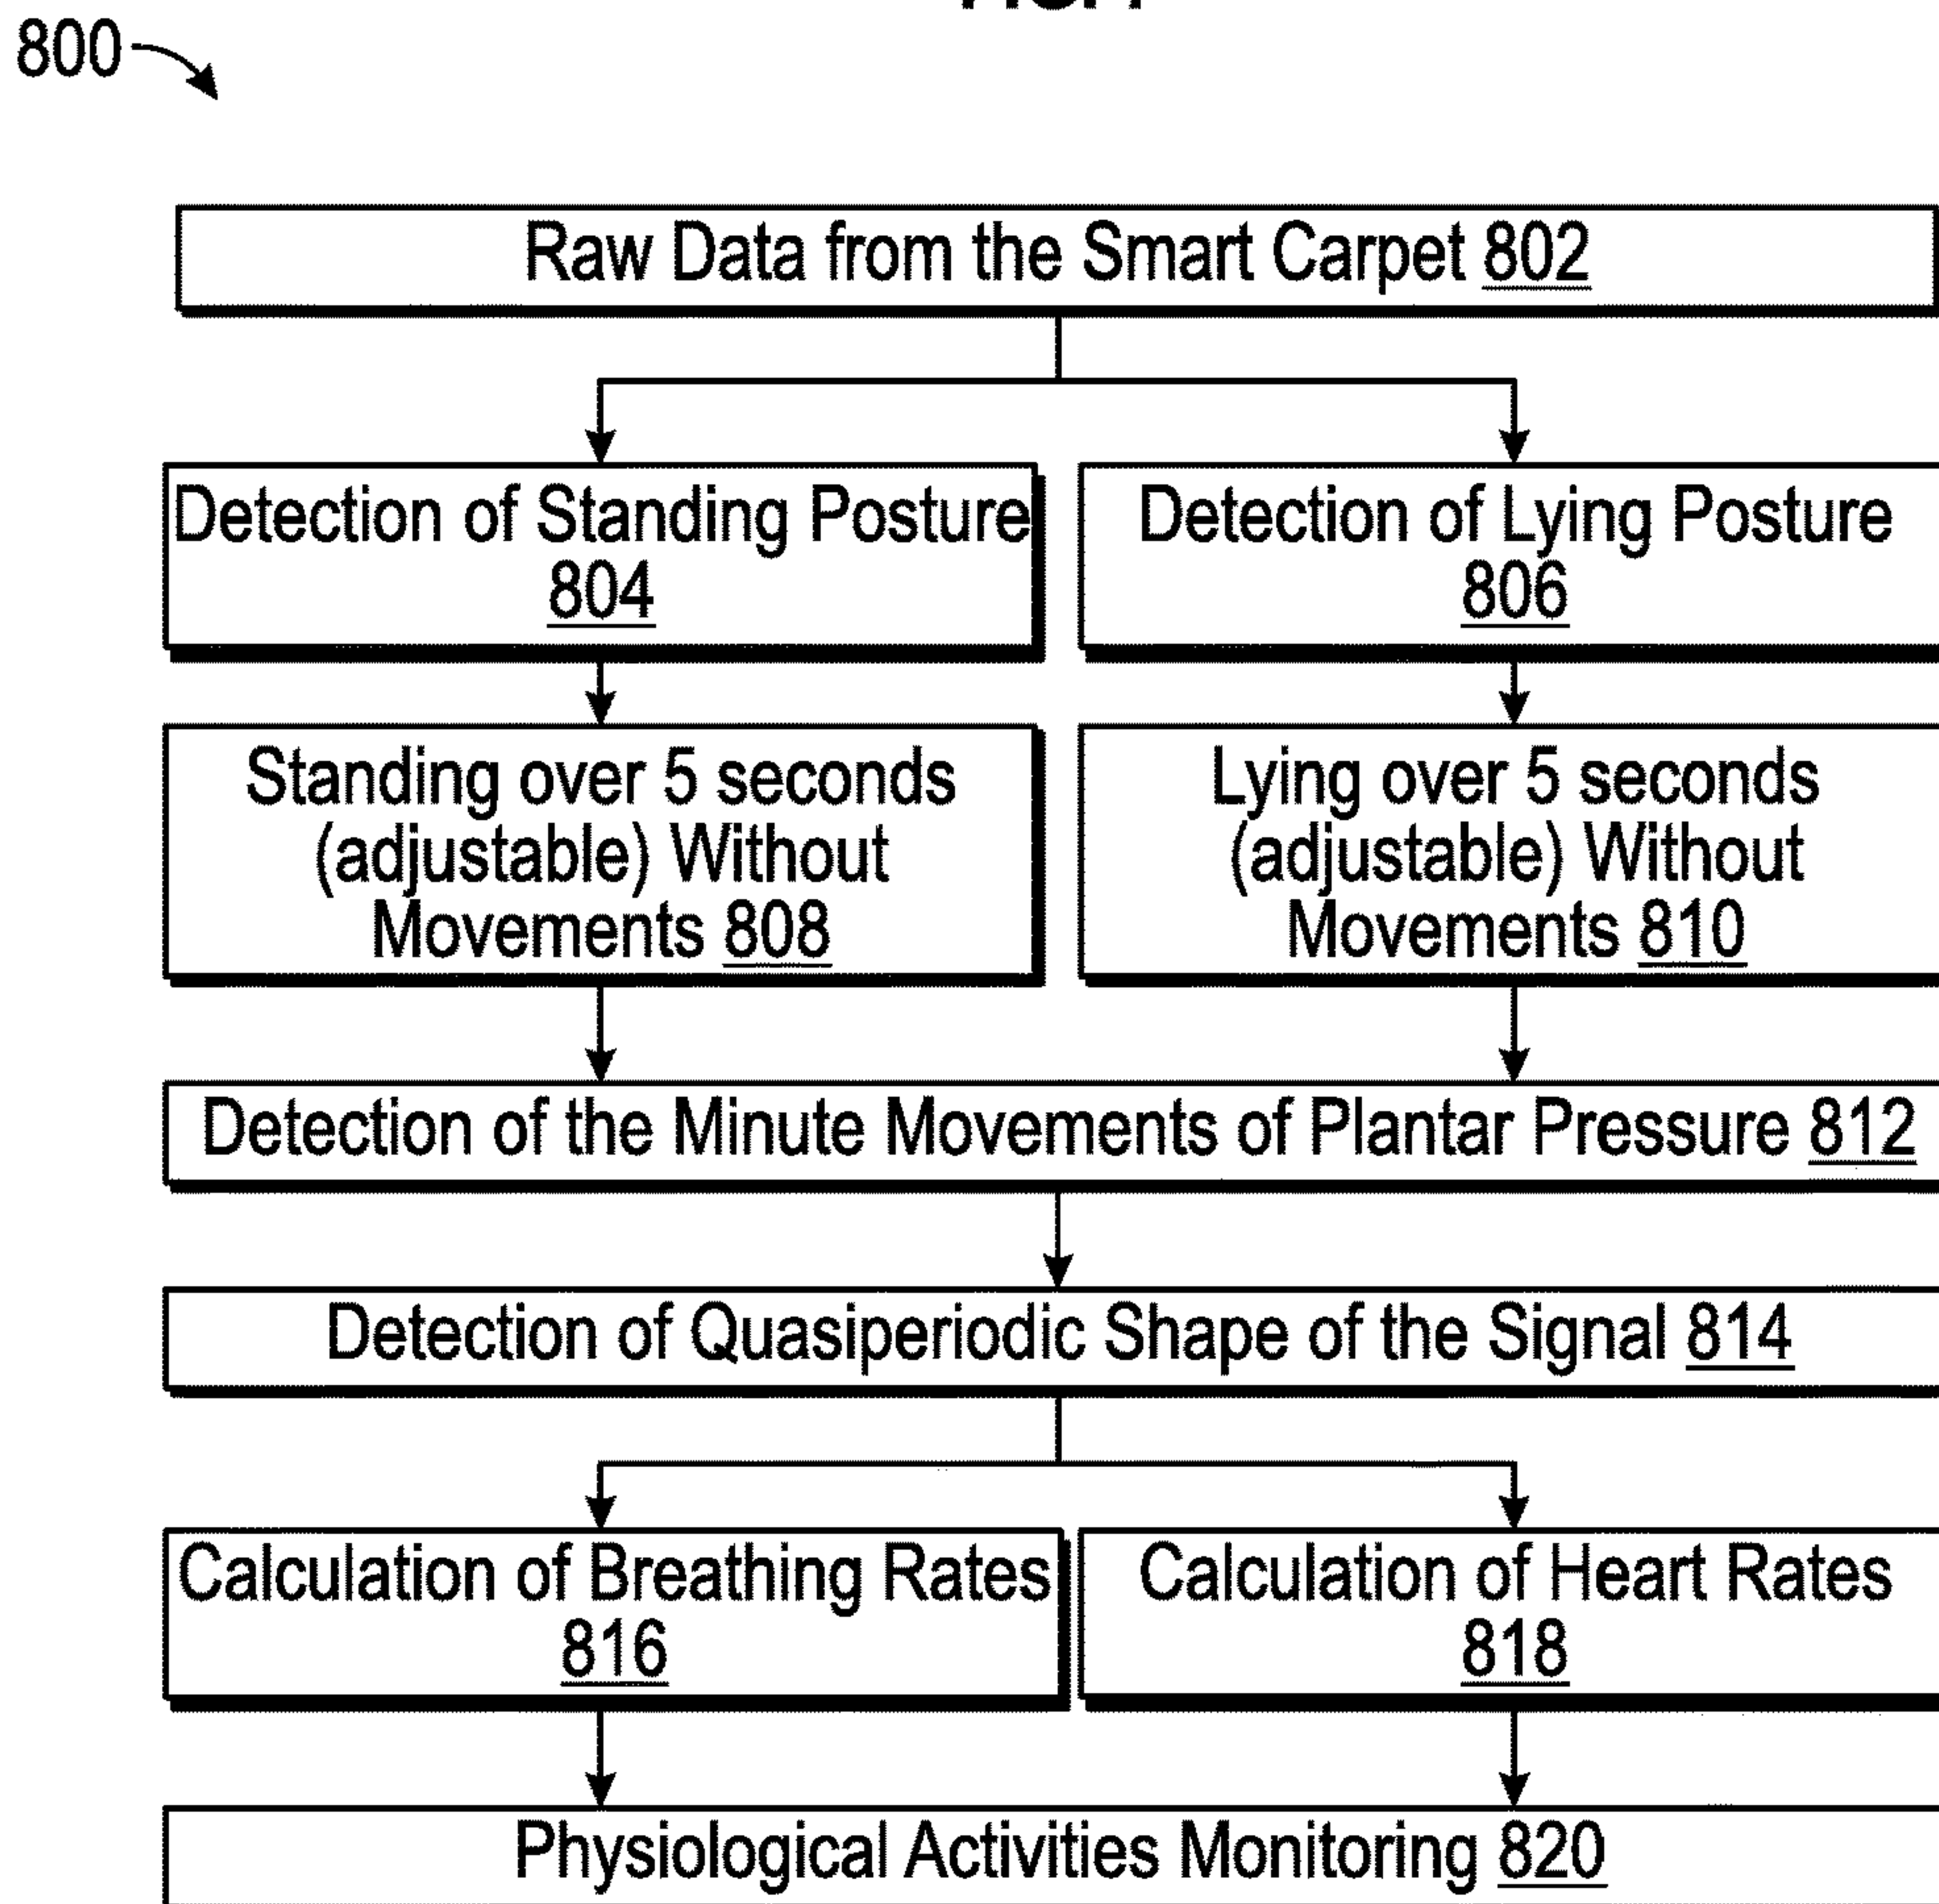 800
Raw Data from the Smart Carpet 802
Detection of Standing Posture
804
Detection of Lying Posture
806
Standing over 5 seconds
(adjustable) Without
Movements 808
Lying over 5 seconds
(adjustable) Without
Movements 810
Detection of the Minute Movements of Plantar Pressure 812
Detection of Quasiperiodic Shape of the Signal 814
Calculation of Breathing Rates
816
Calculation of Heart Rates
818
Physiological Activities Monitoring 820